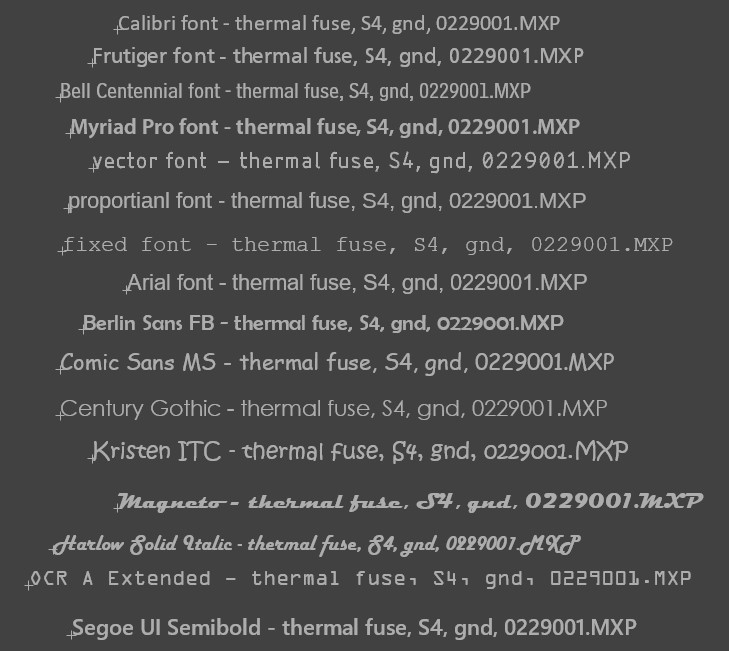 Calibri font - thermal fuse, S4, gnd, 0229001.MXP
Frutiger font - thermal fuse, S4, gnd, 0229001.MXP
Bell Centennial font - thermal fuse, S4, gnd, 0229001.MXP
Myriad Pro font - thermal fuse, S4, gnd, 0229001.MXP
vector font - thermal fuse, S4, gnd, 0229001.MXP
proportianl font - thermal fuse, S4, gnd, 0229001.MXP
fixed font - thermal fuse, S4, gnd, 0229001.MXP
Arial font - thermal fuse, S4, gnd, 0229001.MXP
Berlin Sans FB - thermal fuse, S4, gnd, 0229001.MXP
Comic Sans MS - thermal fuse, S4, gnd, 0229001.MXP
Century Gothic - thermal fuse, S4, gnd, 0229001.MXP
Kristen ITC - thermal fuse, S4, gnd, 0229001.MXP
Magneto - thermal fuse, S4, gnd, 0229001.MXP
Harlow Solid Italic - thermal fuse, S4, gnd, 0229001.MXP
OCR A Extended - thermal fuse, S4, gnd, 0229001.MXP
Segoe UI Semibold - thermal fuse, S4, gnd, 0229001.MXP